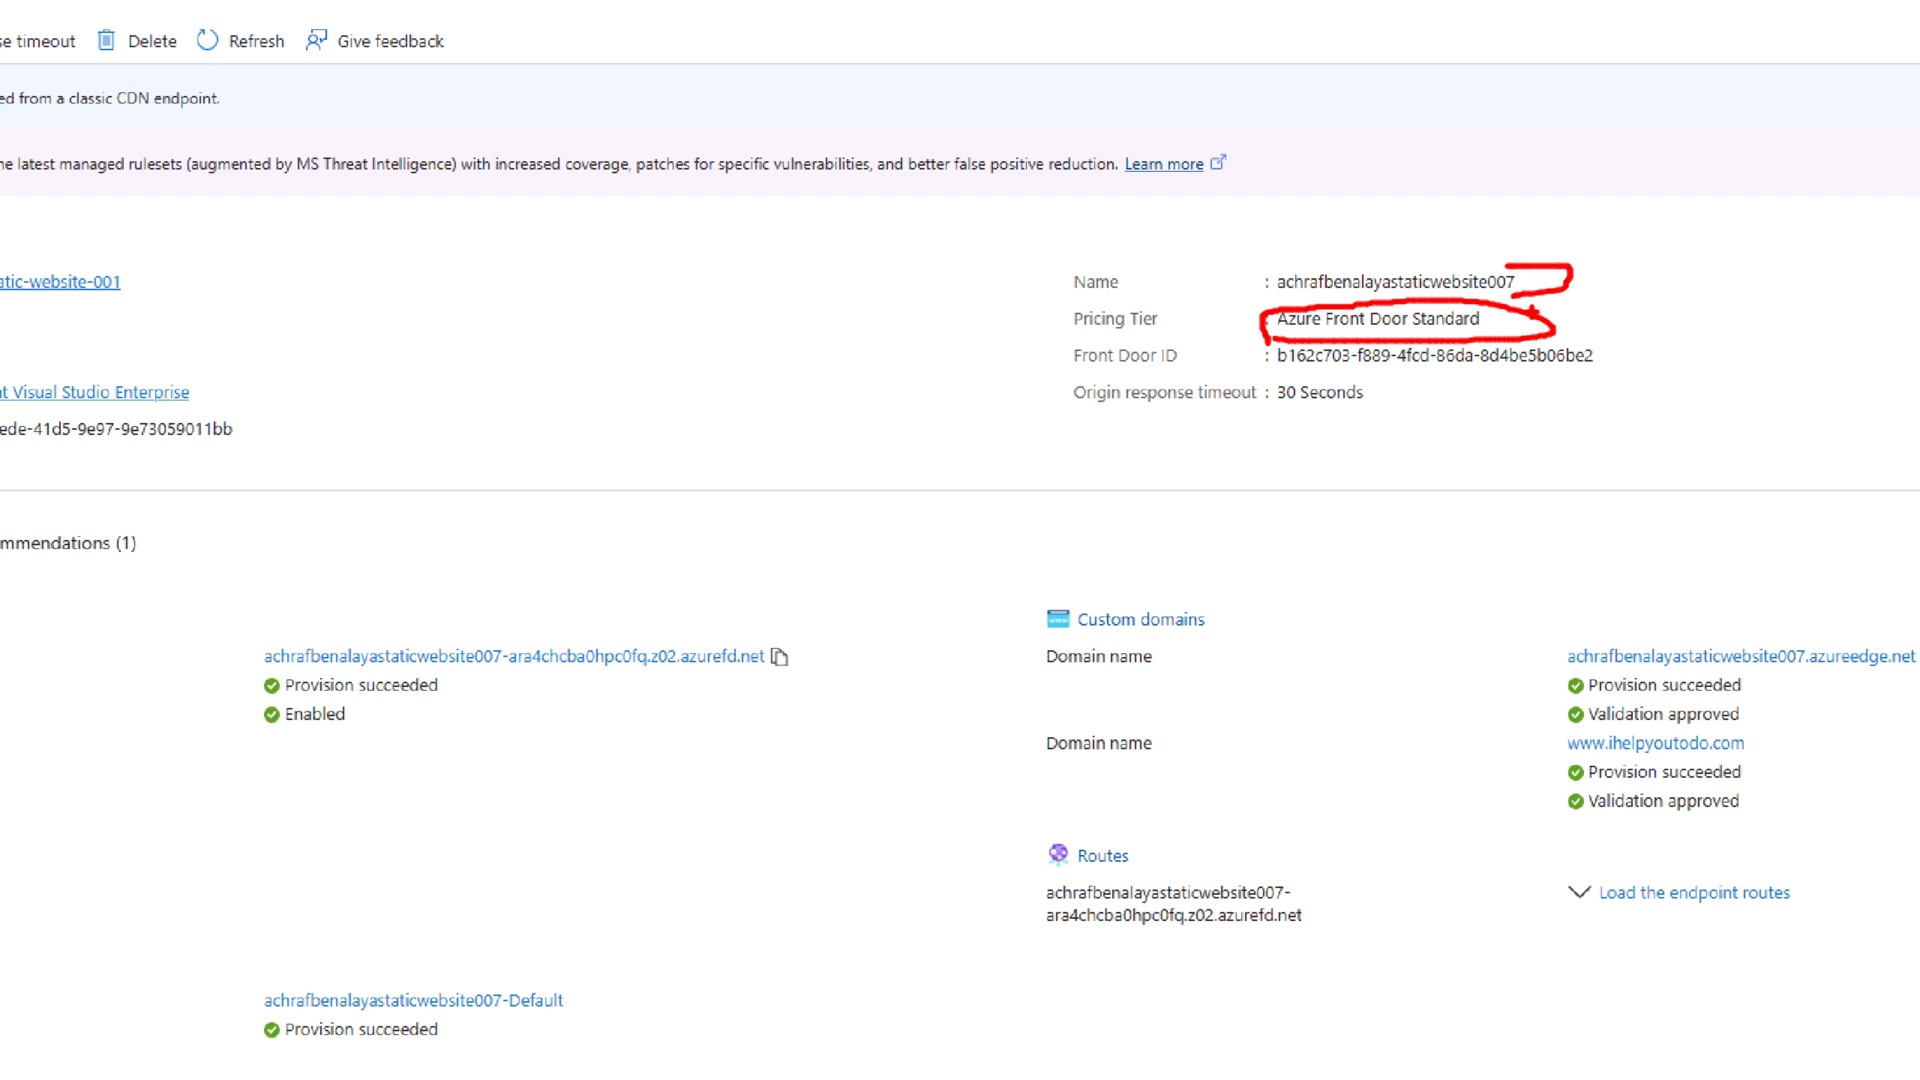 se timeout Delete Refresh Give feedback
ed from a classic CDN endpoint.
he latest managed rulesets (augmented by MS Threat Intelligence) with increased coverage, patches for specific vulnerabilities, and better false positive reduction. Learn more
atic-website-001
Name : achrafbenalayastaticwebsite007
Pricing Tier : Azure Front Door Standard
Front Door ID : b162c703-f889-4fcd-86da-8d4be5b06be2
nt Visual Studio Enterprise
Origin response timeout : 30 Seconds
ede-41d5-9e97-9e73059011bb
mmendations (1)
Custom domains
achrafbenalayastaticwebsite007-ara4chcba0hpc0fq.z02.azurefd.net
Domain name
achrafbenalayastaticwebsite007.azureedge.net
Provision succeeded
Provision succeeded
Enabled
Validation approved
Domain name
www.ihelpyoutodo.com
Provision succeeded
Validation approved
Routes
achrafbenalayastaticwebsite007-
ara4chcba0hpc0fq.z02.azurefd.net
Load the endpoint routes
achrafbenalayastaticwebsite007-Default
Provision succeeded